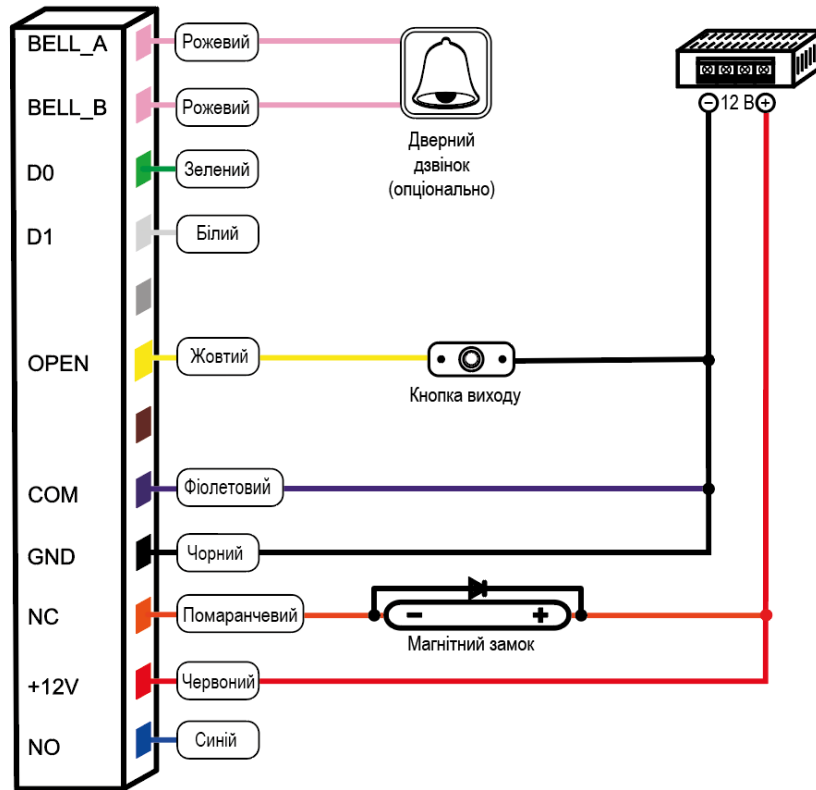 BELL_A
Рожевий
BELL_B
Рожевий
− 12 В +
Дверний
дзвінок
(опціонально)
D0
Зелений
D1
Білий
OPEN
Жовтий
Кнопка виходу
COM
Фіолетовий
GND
Чорний
NC
Помаранчевий
− +
Магнітний замок
+12V
Червоний
NO
Синій